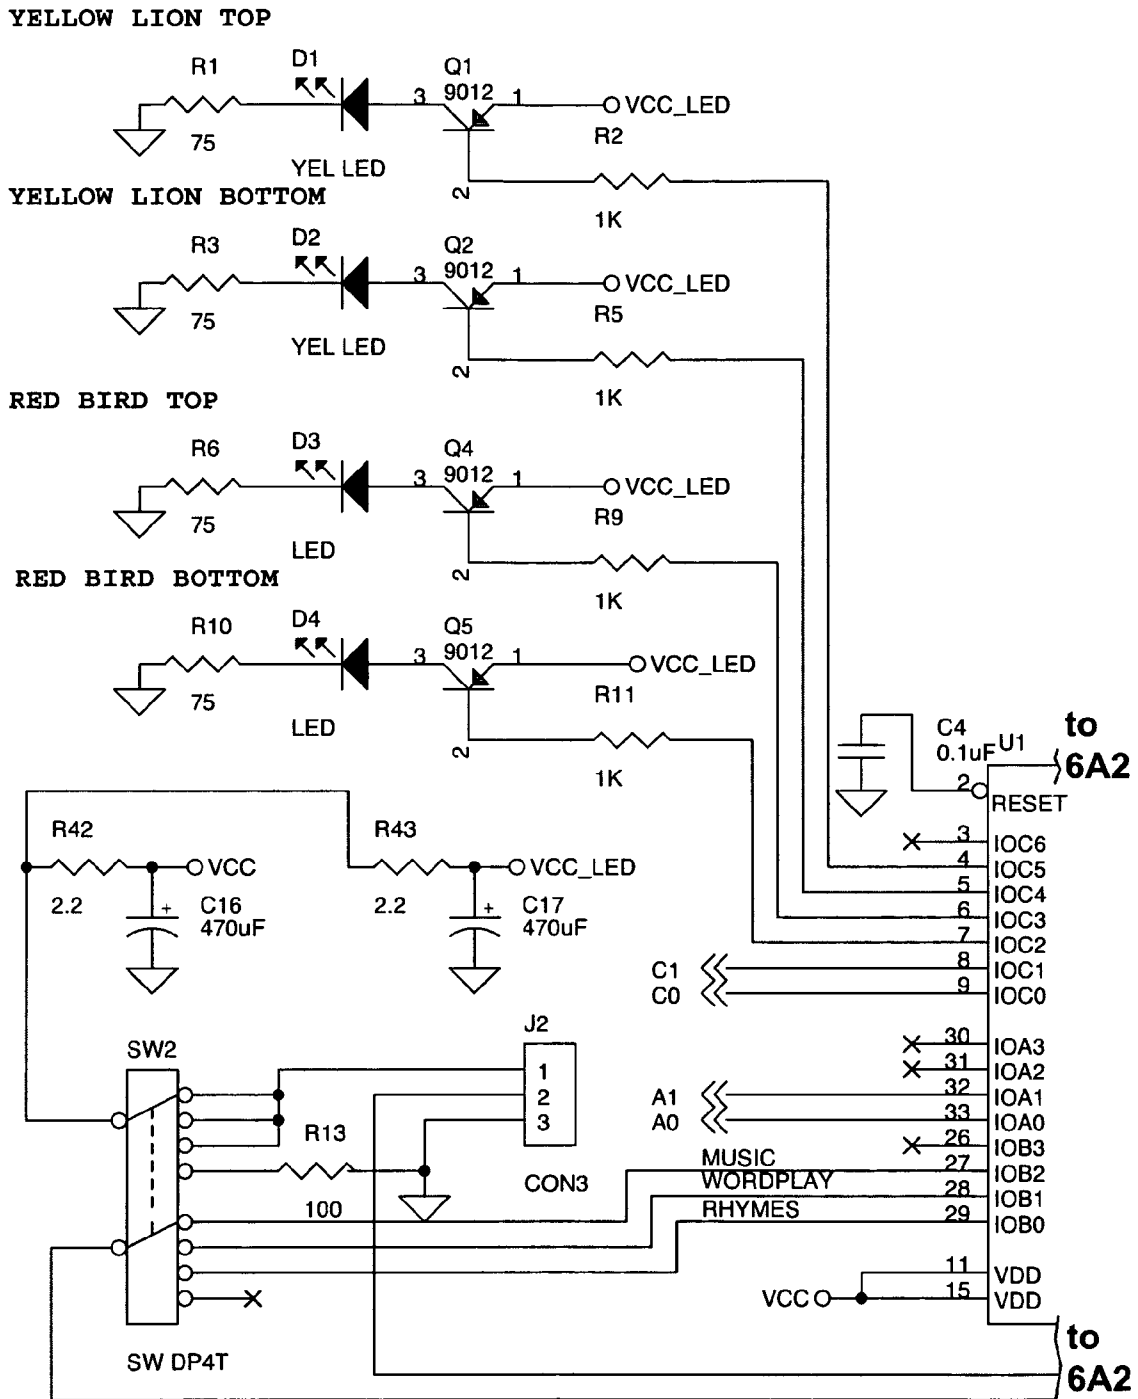 YELLOW LION TOP
R1
D1
Q1
9012
3
1
VCC_LED
R2
75
YEL LED
2
1K
YELLOW LION BOTTOM
R3
D2
Q2
9012
3
1
VCC_LED
R5
75
YEL LED
2
1K
RED BIRD TOP
R6
D3
Q4
9012
3
1
VCC_LED
R9
75
LED
2
1K
RED BIRD BOTTOM
R10
D4
Q5
9012
3
1
VCC_LED
R11
75
LED
2
1K
C4
0.1uF
U1
to
6A2
2
RESET
R42
VCC
2.2
+
C16
470uF
R43
VCC_LED
2.2
+
C17
470uF
3 IOC6
4 IOC5
5 IOC4
6 IOC3
7 IOC2
C1 8 IOC1
C0 9 IOC0
30 IOA3
31 IOA2
A1 32 IOA1
A0 33 IOA0
26 IOB3
MUSIC 27 IOB2
WORDPLAY 28 IOB1
RHYMES 29 IOB0
11 VDD
VCC 15 VDD
J2
1
2
3
CON3
SW2
R13
100
SW DP4T
to
6A2